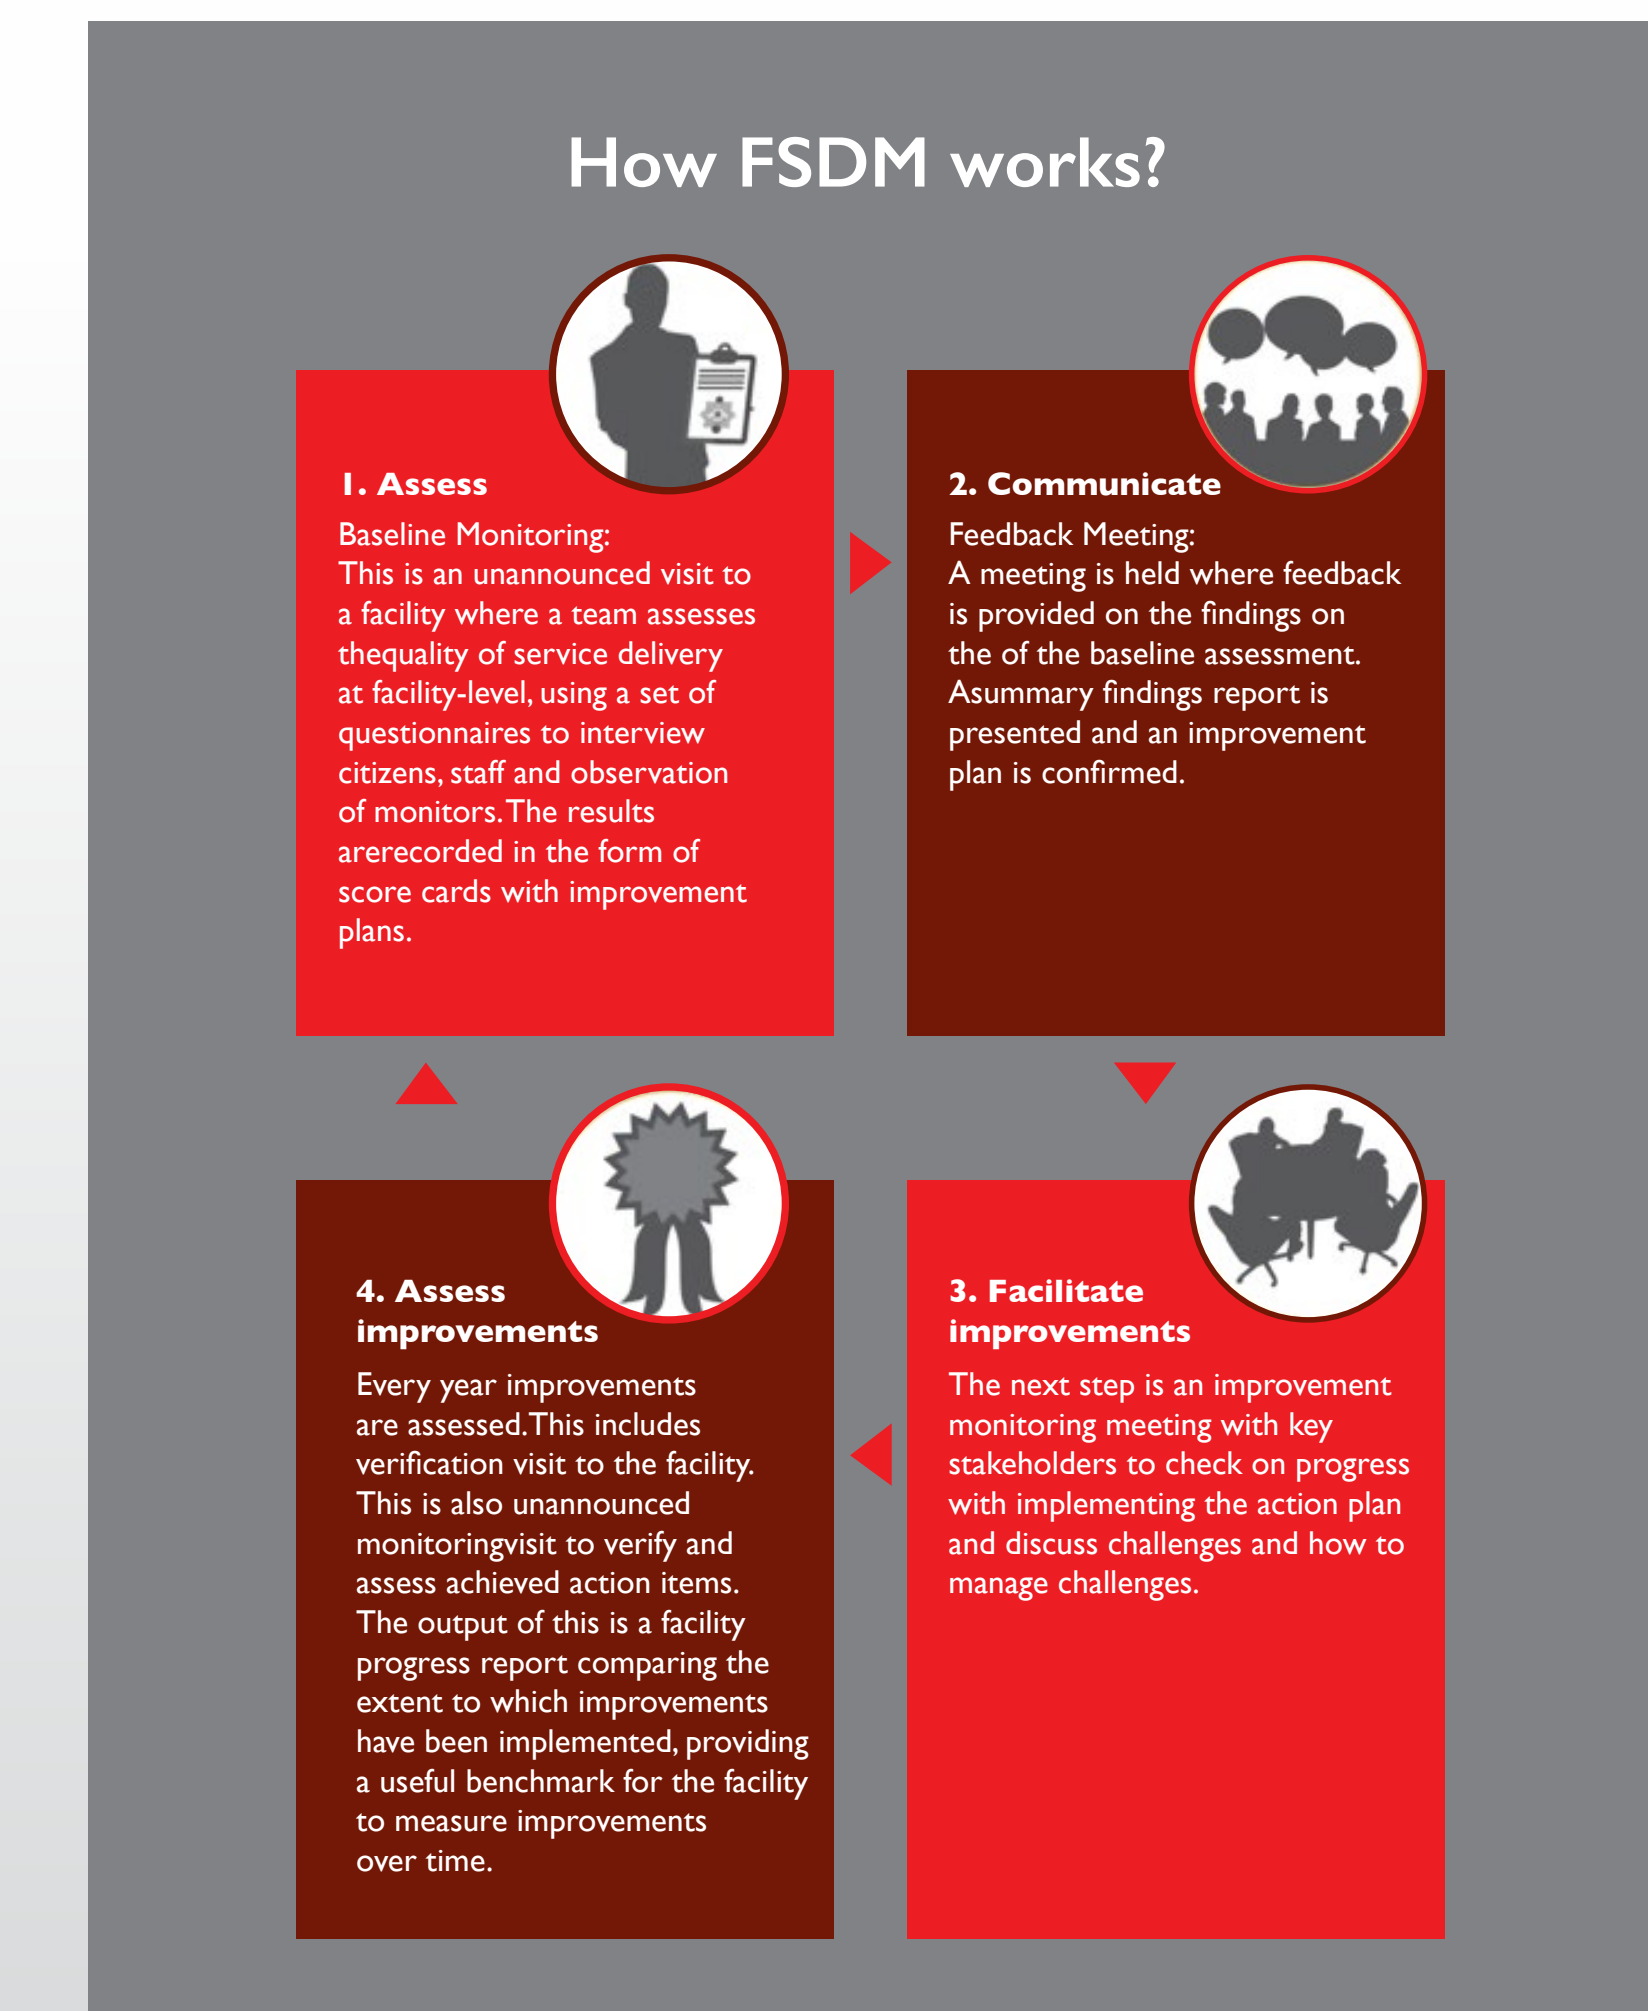 How FSDM works?
1. Assess
Baseline Monitoring:
This is an unannounced visit to
a facility where a team assesses
thequality of service delivery
at facility-level, using a set of
questionnaires to interview
citizens, staff and observation
of monitors. The results
arerecorded in the form of
score cards with improvement
plans.
2. Communicate
Feedback Meeting:
A meeting is held where feedback
is provided on the findings on
the of the baseline assessment.
Asummary findings report is
presented and an improvement
plan is confirmed.
3. Facilitate
improvements
The next step is an improvement
monitoring meeting with key
stakeholders to check on progress
with implementing the action plan
and discuss challenges and how to
manage challenges.
4. Assess
improvements
Every year improvements
are assessed.This includes
verification visit to the facility.
This is also unannounced
monitoringvisit to verify and
assess achieved action items.
The output of this is a facility
progress report comparing the
extent to which improvements
have been implemented, providing
a useful benchmark for the facility
to measure improvements
over time.